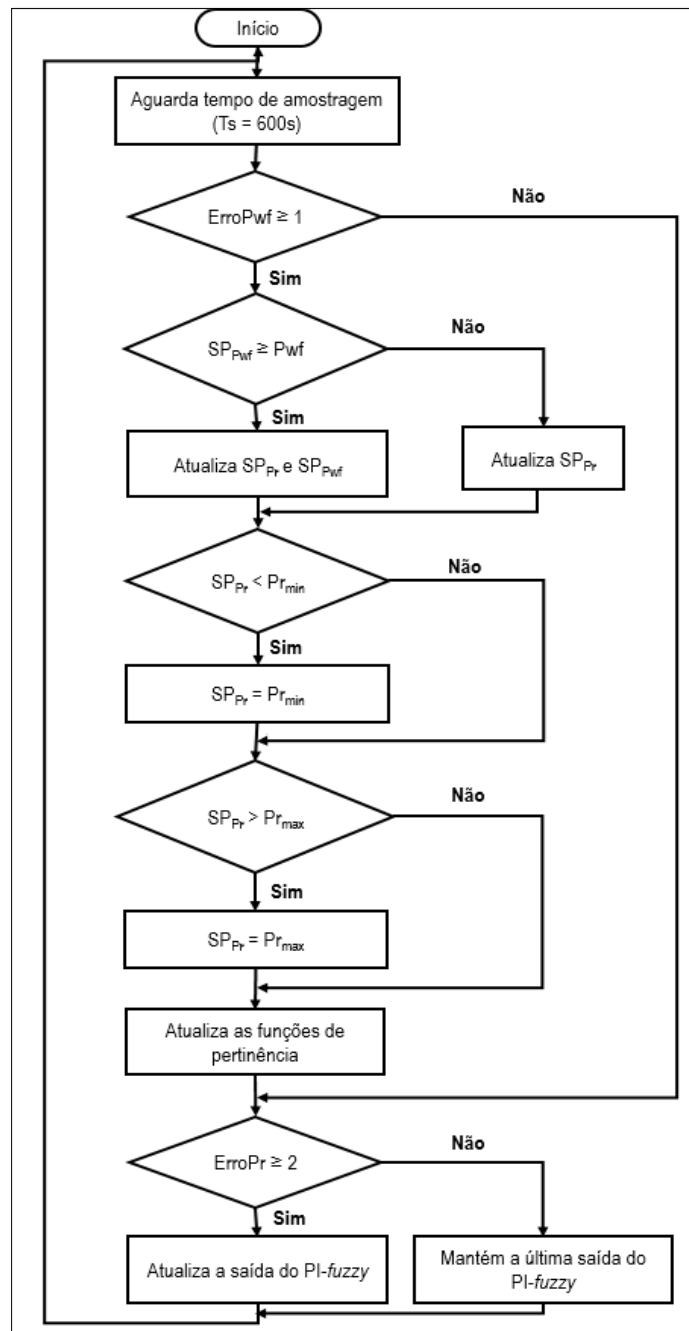 Início
Aguarda tempo de amostragem
(Ts = 600s)
Não
ErroPwf ≥ 1
Sim
Não
SPPwf ≥ Pwf
Sim
Atualiza SPPr e SPPwf
Atualiza SPPr
Não
SPPr < Prmin
Sim
SPPr = Prmin
Não
SPPr > Prmax
Sim
SPPr = Prmax
Atualiza as funções de
pertinência
Não
ErroPr ≥ 2
Sim
Atualiza a saída do PI-fuzzy
Mantém a última saída do
PI-fuzzy